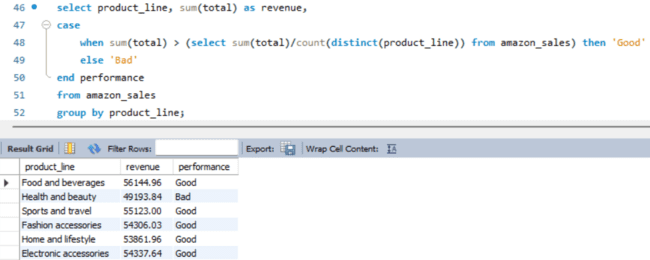 46 select product_line, sum(total) as revenue,
47 case
48 when sum(total) > (select sum(total)/count(distinct(product_line)) from amazon_sales) then 'Good'
49 else 'Bad'
50 end performance
51 from amazon_sales
52 group by product_line;
Result Grid Filter Rows: Export: Wrap Cell Content: IA
product_line revenue performance
Food and beverages 56144.96 Good
Health and beauty 49193.84 Bad
Sports and travel 55123.00 Good
Fashion accessories 54306.03 Good
Home and lifestyle 53861.96 Good
Electronic accessories 54337.64 Good